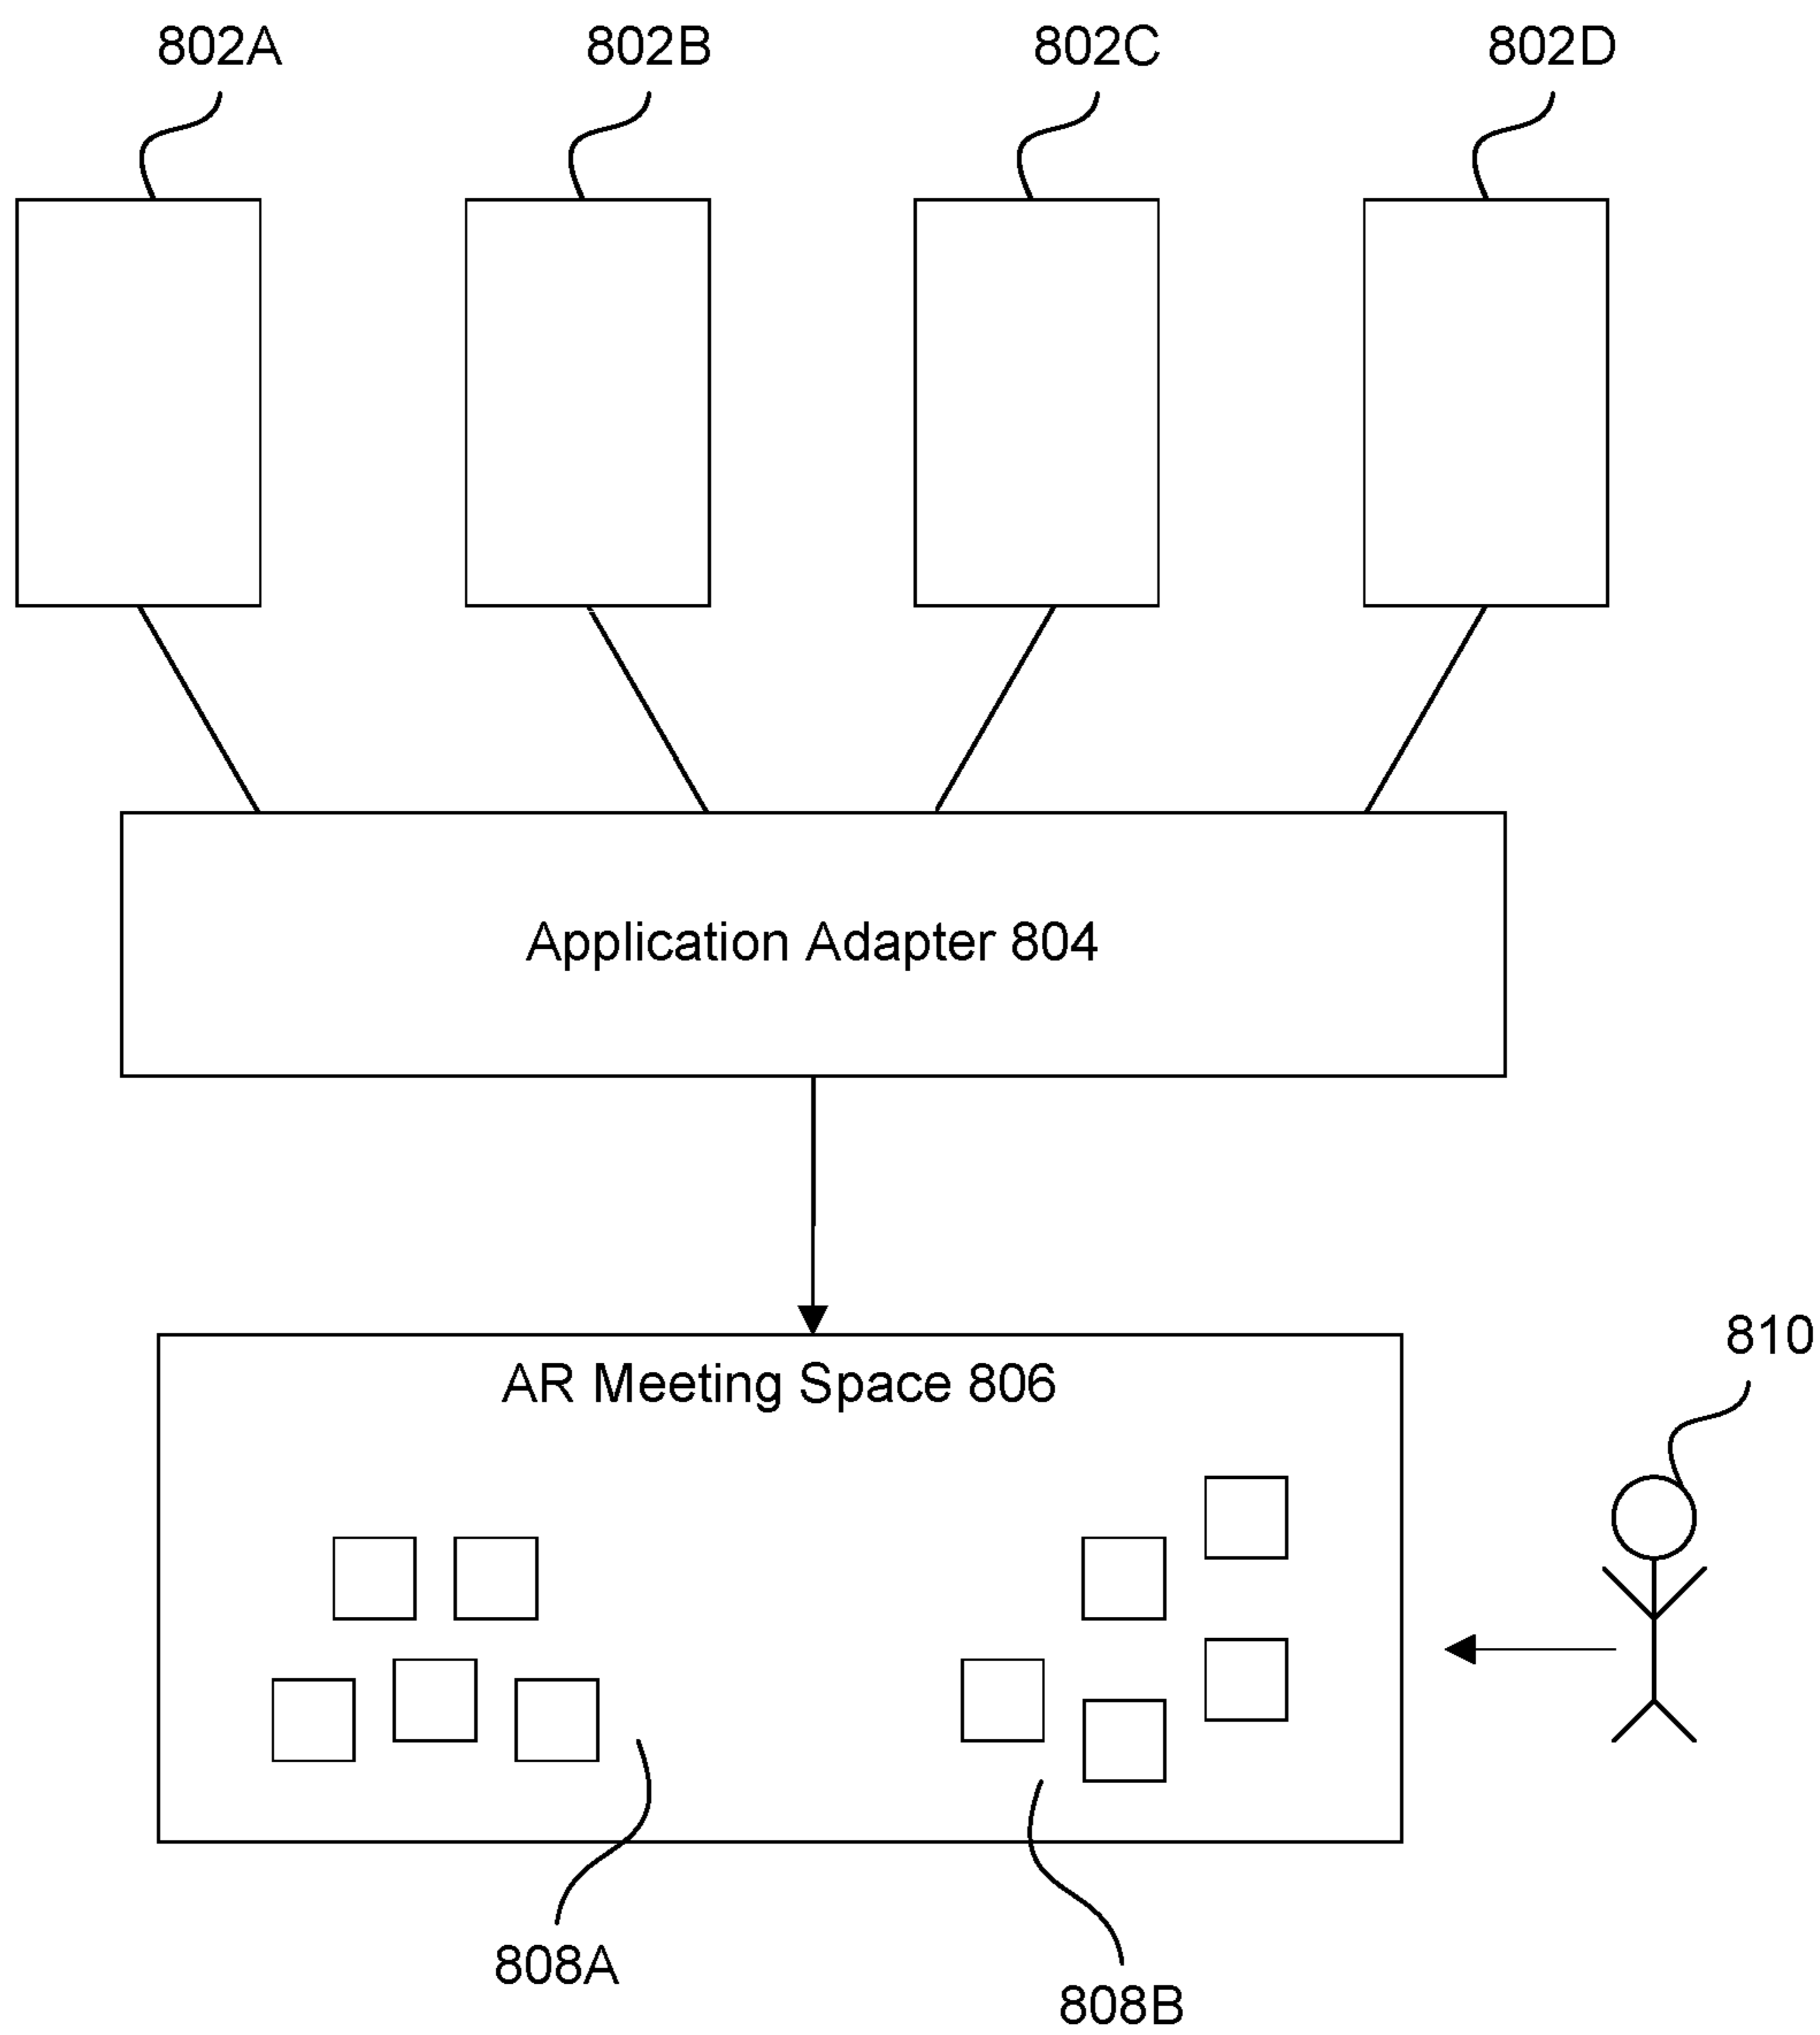 802A
802B
802C
802D
Application Adapter 804
AR Meeting Space 806
810
808A
808B